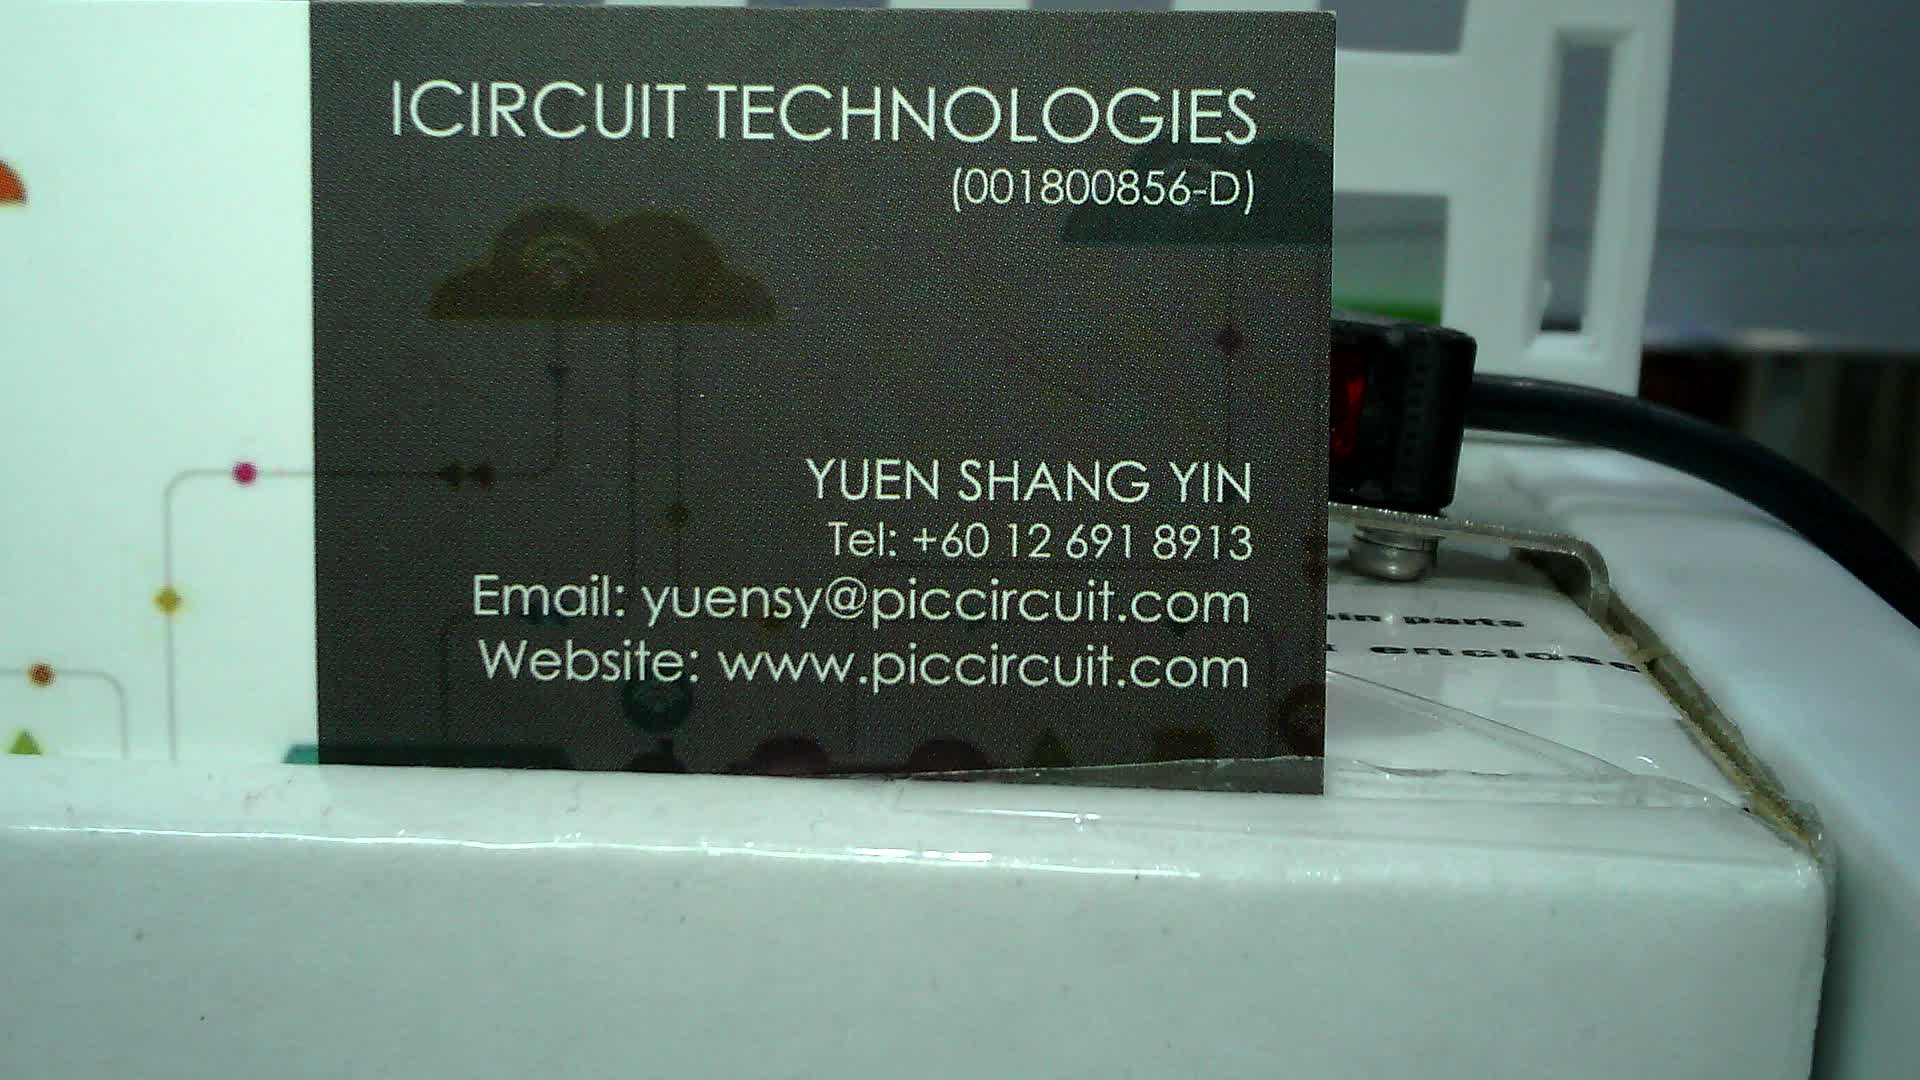 ICIRCUIT TECHNOLOGIES
(001800856-D)
YUEN SHANG YIN
Tel: +60 12 691 8913
Email: yuensy@piccircuit.com
Website: www.piccircuit.com
parts